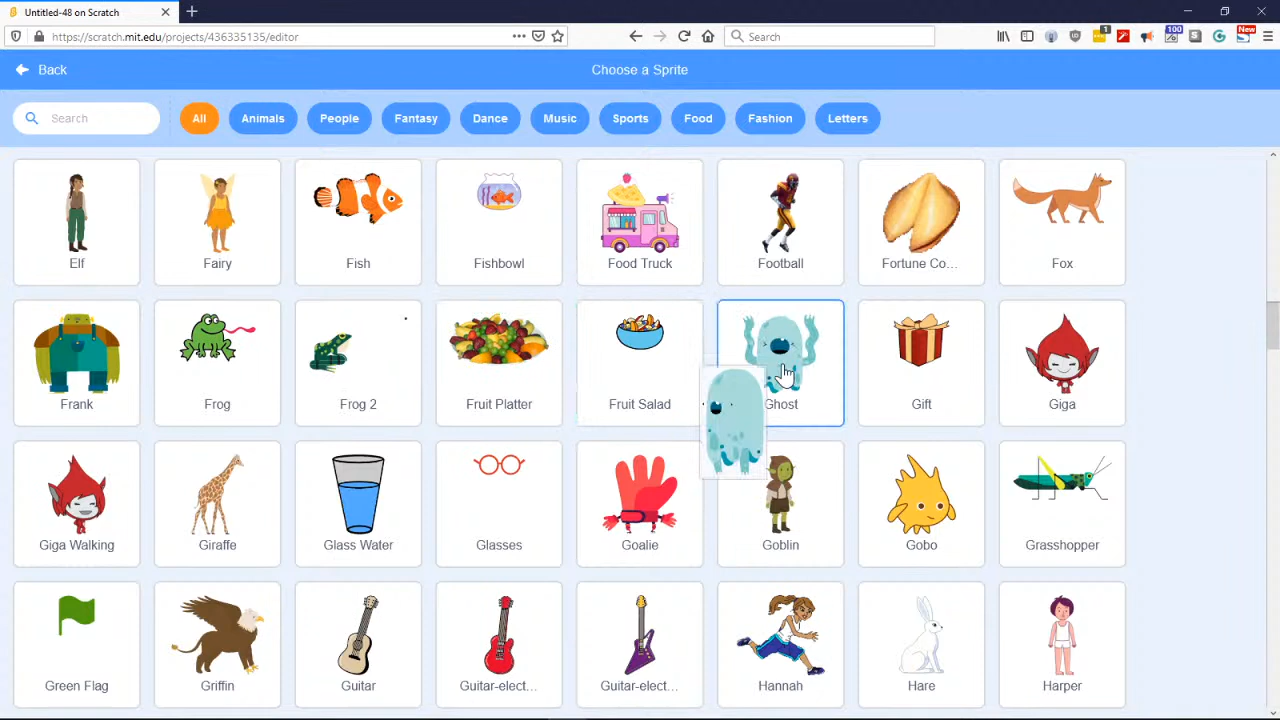 Untitled-48 on Scratch
https://scratch.mit.edu/projects/436335135/editor
Search
1
100
New
Back
Choose a Sprite
Search
All
Animals
People
Fantasy
Dance
Music
Sports
Food
Fashion
Letters
Elf
Fairy
Fish
Fishbowl
Food Truck
Football
Fortune Co...
Fox
Frank
Frog
Frog 2
Fruit Platter
Fruit Salad
Ghost
Gift
Giga
Giga Walking
Giraffe
Glass Water
Glasses
Goalie
Goblin
Gobo
Grasshopper
Green Flag
Griffin
Guitar
Guitar-elect...
Guitar-elect...
Hannah
Hare
Harper